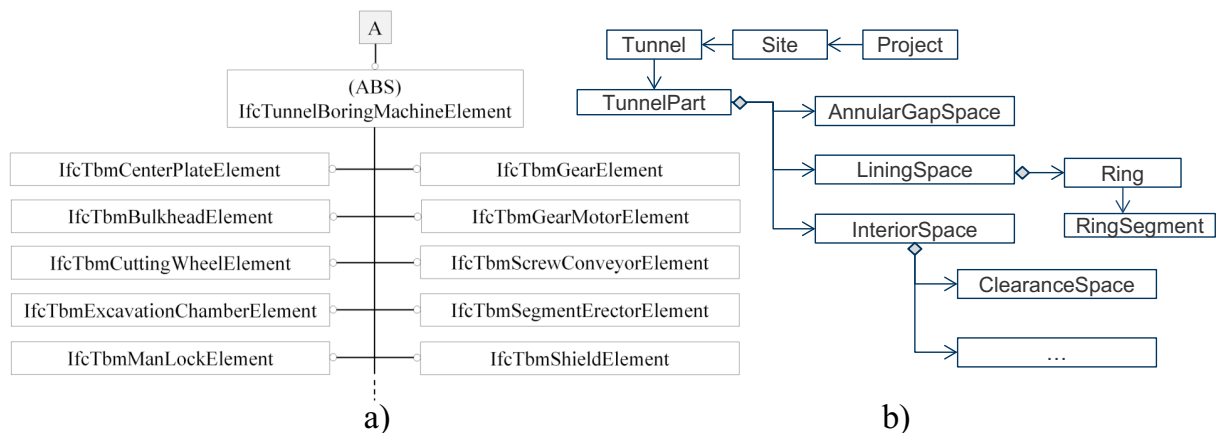 A
(ABS)
IfcTunnelBoringMachineElement
IfcTbmCenterPlateElement
IfcTbmGearElement
IfcTbmBulkheadElement
IfcTbmGearMotorElement
IfcTbmCuttingWheelElement
IfcTbmScrewConveyorElement
IfcTbmExcavationChamberElement
IfcTbmSegmentErectorElement
IfcTbmManLockElement
IfcTbmShieldElement
a)
Tunnel
Site
Project
TunnelPart
AnnularGapSpace
LiningSpace
Ring
RingSegment
InteriorSpace
ClearanceSpace
...
b)